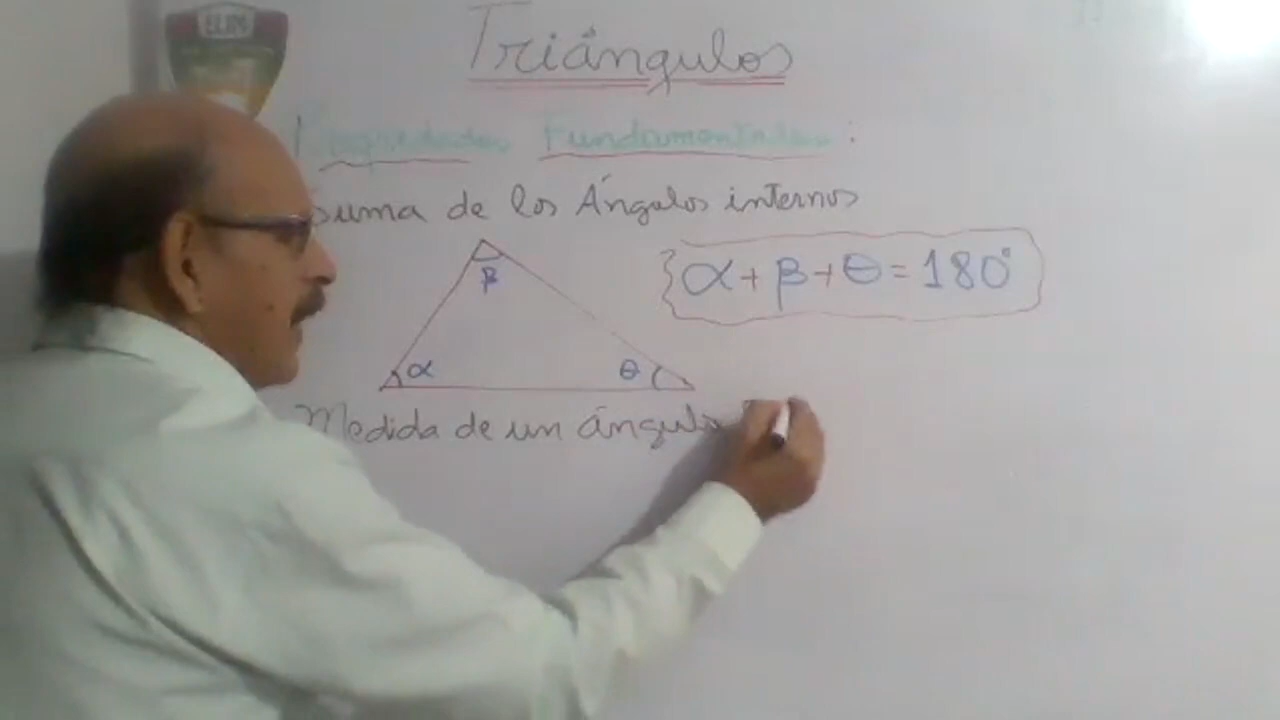 Triángulos
Propiedades Fundamentales:
Suma de los Ángulos internos
β
α + β + θ = 180°
α
θ
Medida de un ángulo